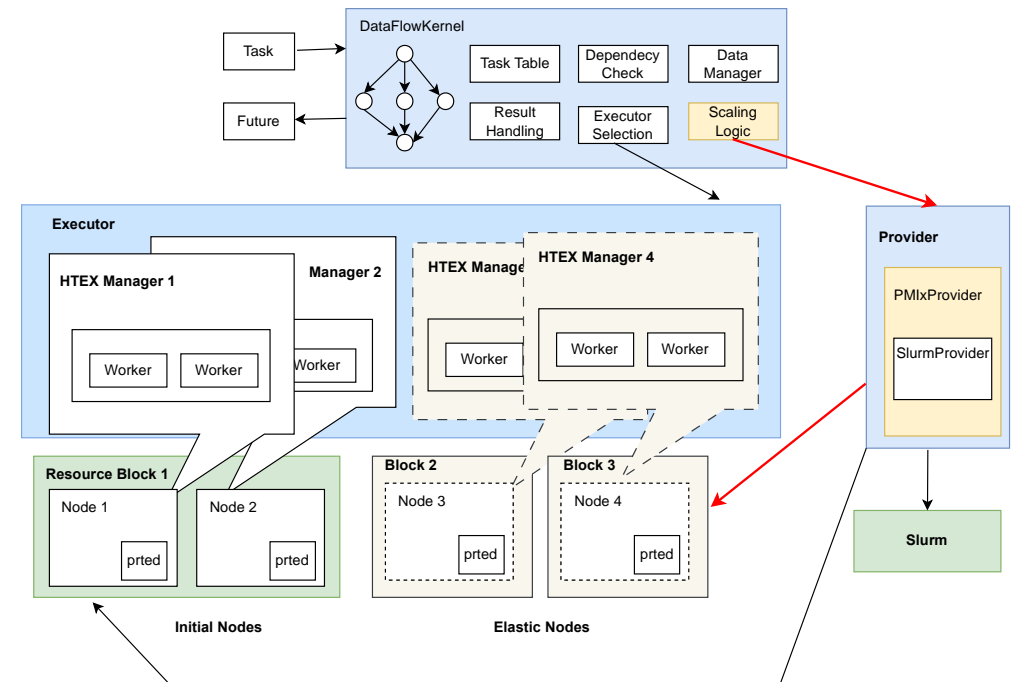 DataFlowKernel
Task
Future
Task Table
Dependecy
Check
Data
Manager
Result
Handling
Executor
Selection
Scaling
Logic
Executor
HTEX Manager 1
Worker
Worker
Manager 2
Worker
HTEX Manage
Worker
HTEX Manager 4
Worker
Worker
Provider
PMIxProvider
SlurmProvider
Resource Block 1
Node 1
prted
Node 2
prted
Block 2
Node 3
prted
Block 3
Node 4
prted
Slurm
Initial Nodes
Elastic Nodes